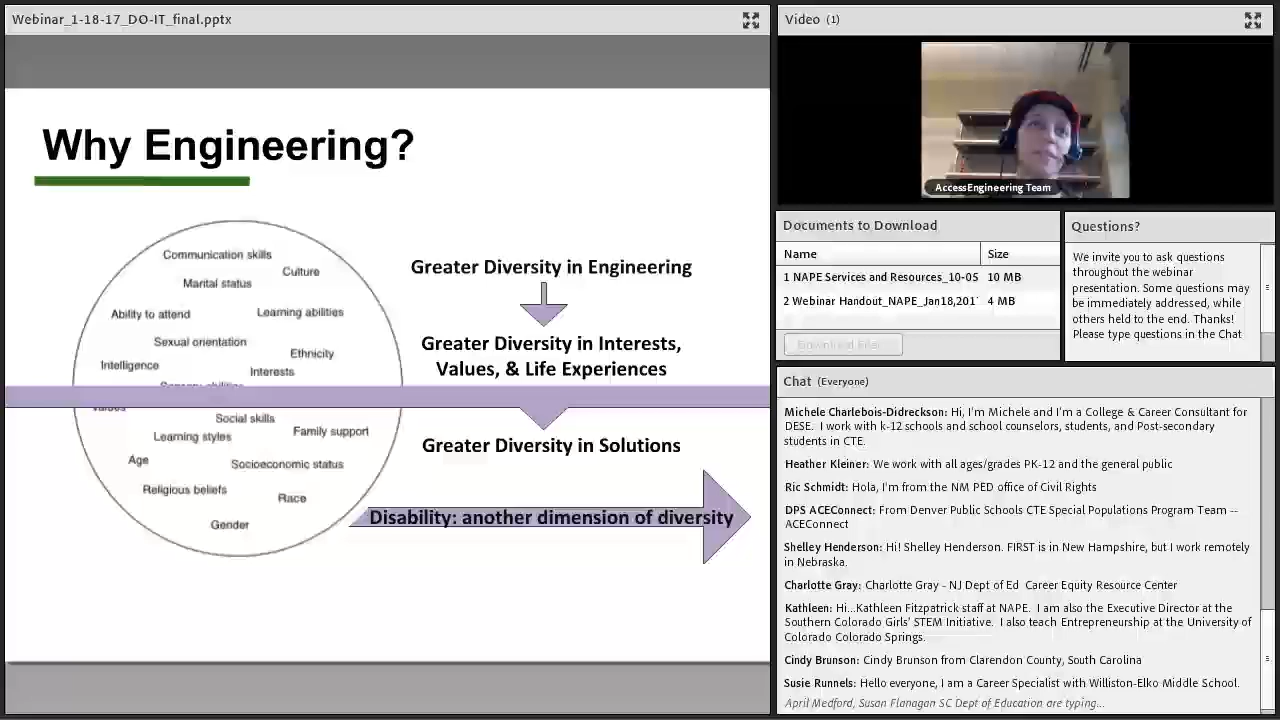 Webinar_1-18-17_DO-IT_final.pptx
Why Engineering?
Communication skills
Culture
Marital status
Ability to attend
Learning abilities
Sexual orientation
Ethnicity
Intelligence
Interests
Sensory abilities
Values
Social skills
Learning styles
Family support
Age
Socioeconomic status
Religious beliefs
Race
Gender
Greater Diversity in Engineering
Greater Diversity in Interests,
Values, & Life Experiences
Greater Diversity in Solutions
Disability: another dimension of diversity
Video (1)
AccessEngineering Team
Documents to Download
Name Size
1 NAPE Services and Resources_10-05 10 MB
2 Webinar Handout_NAPE_Jan18,201 4 MB
Questions?
We invite you to ask questions
throughout the webinar
presentation. Some questions may
be immediately addressed, while
others held to the end. Thanks!
Please type questions in the Chat
Chat (Everyone)
Michele Charlebois-Didreckson: Hi, I'm Michele and I'm a College & Career Consultant for
DESE. I work with k-12 schools and school counselors, students, and Post-secondary
students in CTE.
Heather Kleiner: We work with all ages/grades PK-12 and the general public
Ric Schmidt: Hola, I'm from the NM PED office of Civil Rights
DPS ACEConnect: From Denver Public Schools CTE Special Populations Program Team --
ACEConnect
Shelley Henderson: Hi! Shelley Henderson. FIRST is in New Hampshire, but I work remotely
in Nebraska.
Charlotte Gray: Charlotte Gray - NJ Dept of Ed Career Equity Resource Center
Kathleen: Hi...Kathleen Fitzpatrick staff at NAPE. I am also the Executive Director at the
Southern Colorado Girls' STEM Initiative. I also teach Entrepreneurship at the University of
Colorado Colorado Springs.
Cindy Brunson: Cindy Brunson from Clarendon County, South Carolina
Susie Runnels: Hello everyone, I am a Career Specialist with Williston-Elko Middle School.
April Medford, Susan Flanagan SC Dept of Education are typing...